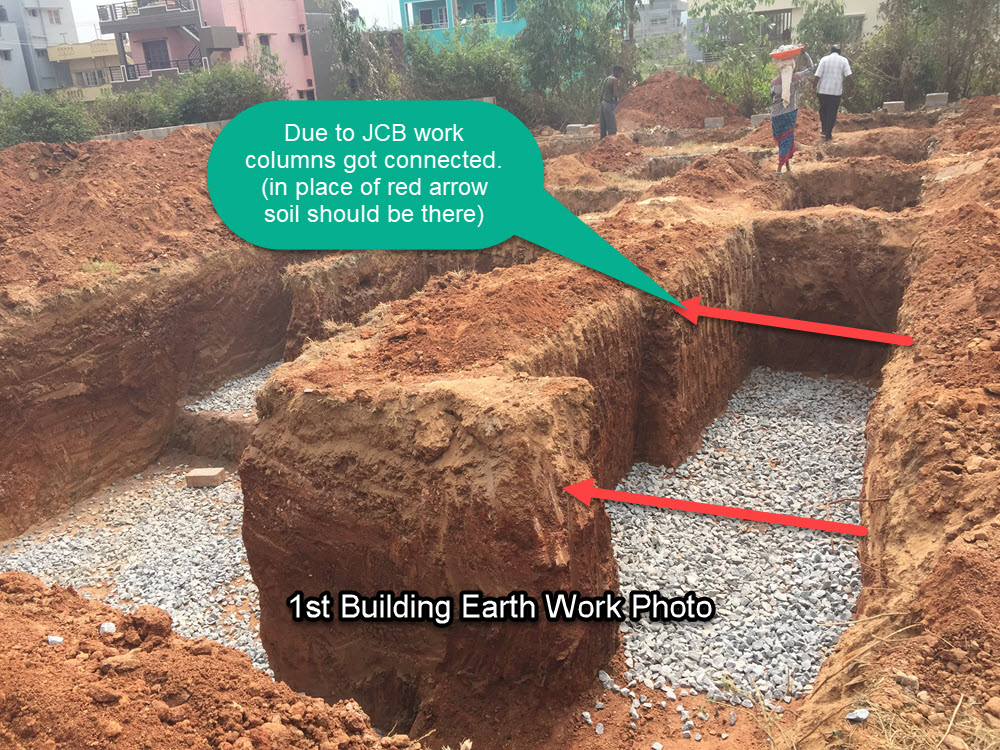 Due to JCB work
columns got connected.
(in place of red arrow
soil should be there)
1st Building Earth Work Photo